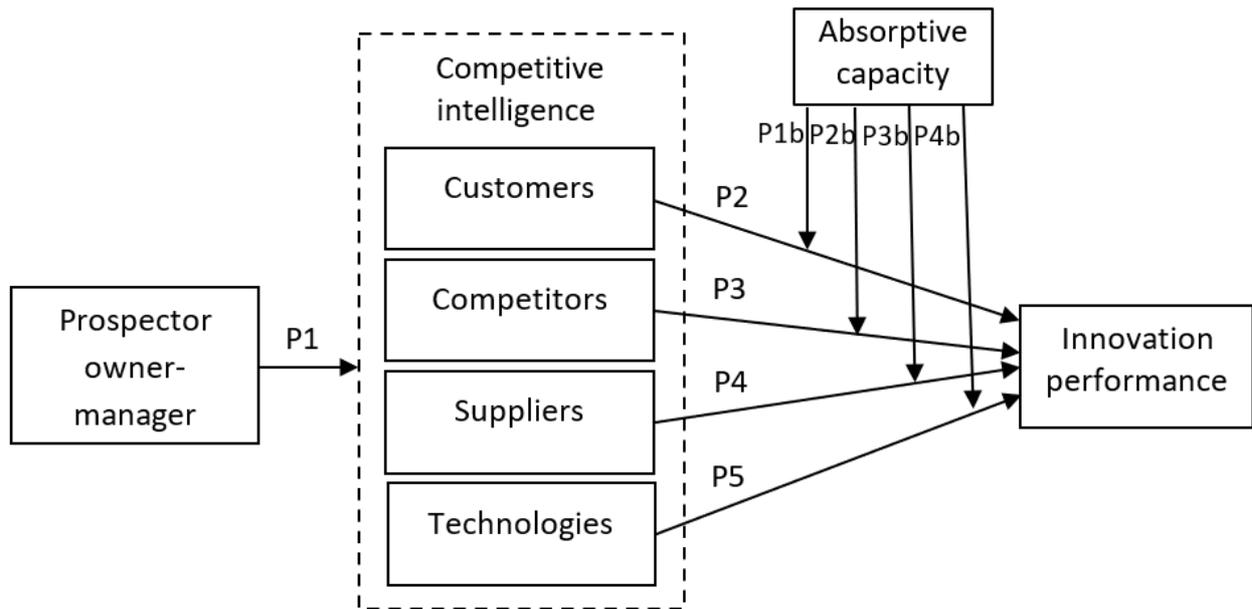 Absorptive
capacity
Competitive
intelligence
P1b
P2b
P3b
P4b
Customers
P2
Competitors
P3
Prospector
owner-
manager
P1
Innovation
performance
Suppliers
P4
Technologies
P5